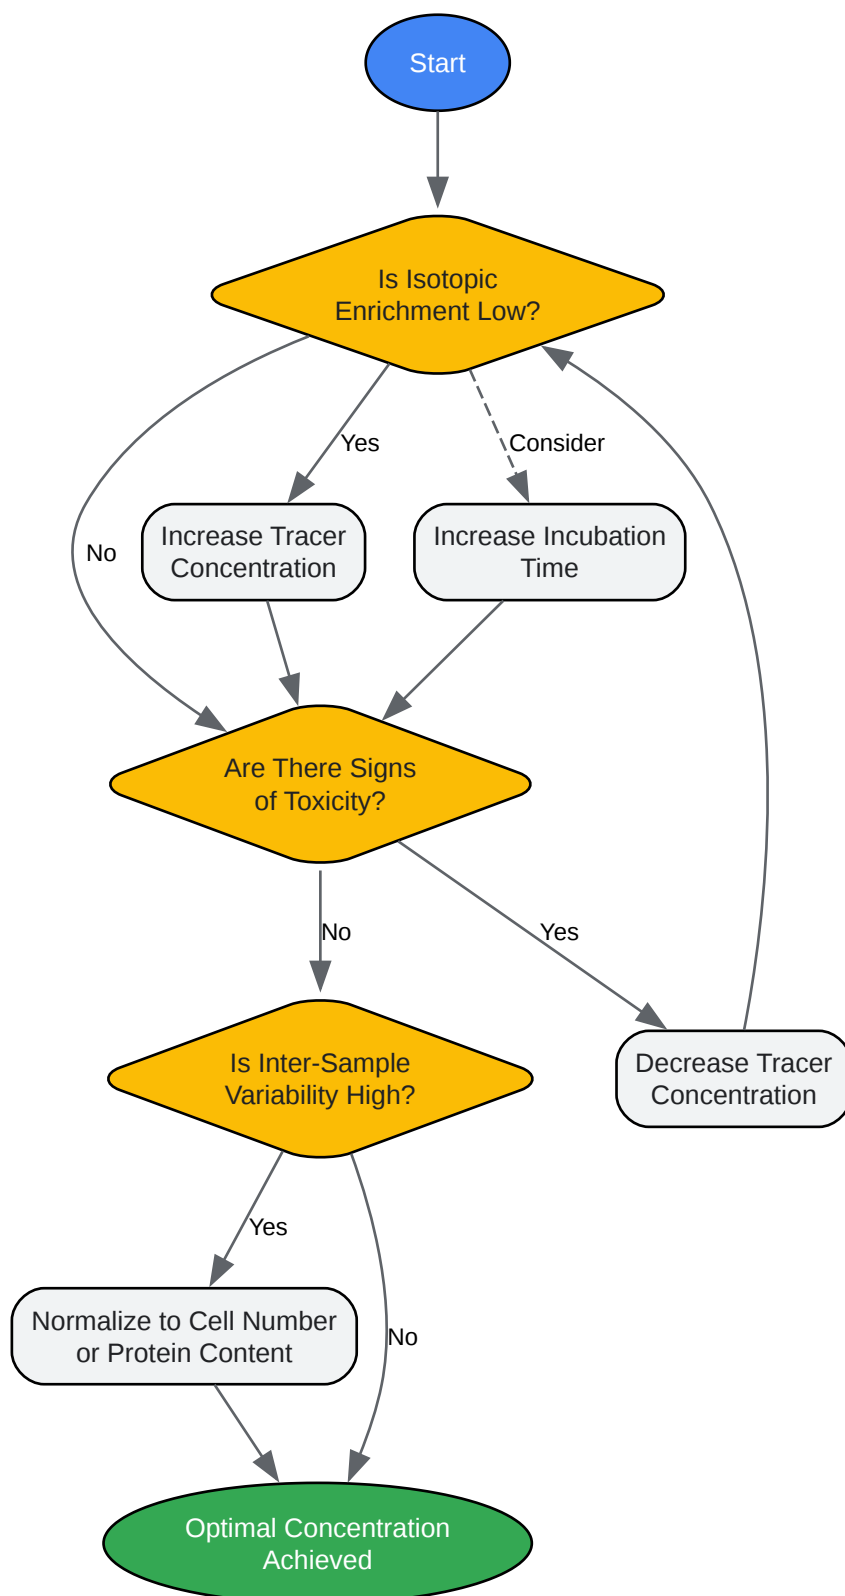 Start
Is Isotopic
Enrichment Low?
Yes
Consider
No
Increase Tracer
Concentration
Increase Incubation
Time
Are There Signs
of Toxicity?
No
Yes
Is Inter-Sample
Variability High?
Decrease Tracer
Concentration
Yes
No
Normalize to Cell Number
or Protein Content
Optimal Concentration
Achieved